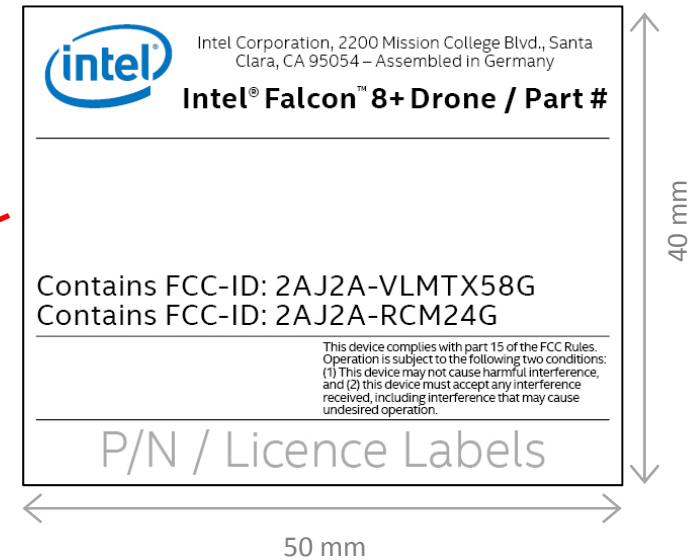 intel
Intel Corporation, 2200 Mission College Blvd., Santa
Clara, CA 95054 – Assembled in Germany
Intel® Falcon™ 8+ Drone / Part #
Contains FCC-ID: 2AJ2A-VLMTX58G
Contains FCC-ID: 2AJ2A-RCM24G
This device complies with part 15 of the FCC Rules.
Operation is subject to the following two conditions:
(1) This device may not cause harmful interference,
and (2) this device must accept any interference
received, including interference that may cause
undesired operation.
P/N / Licence Labels
40 mm
50 mm